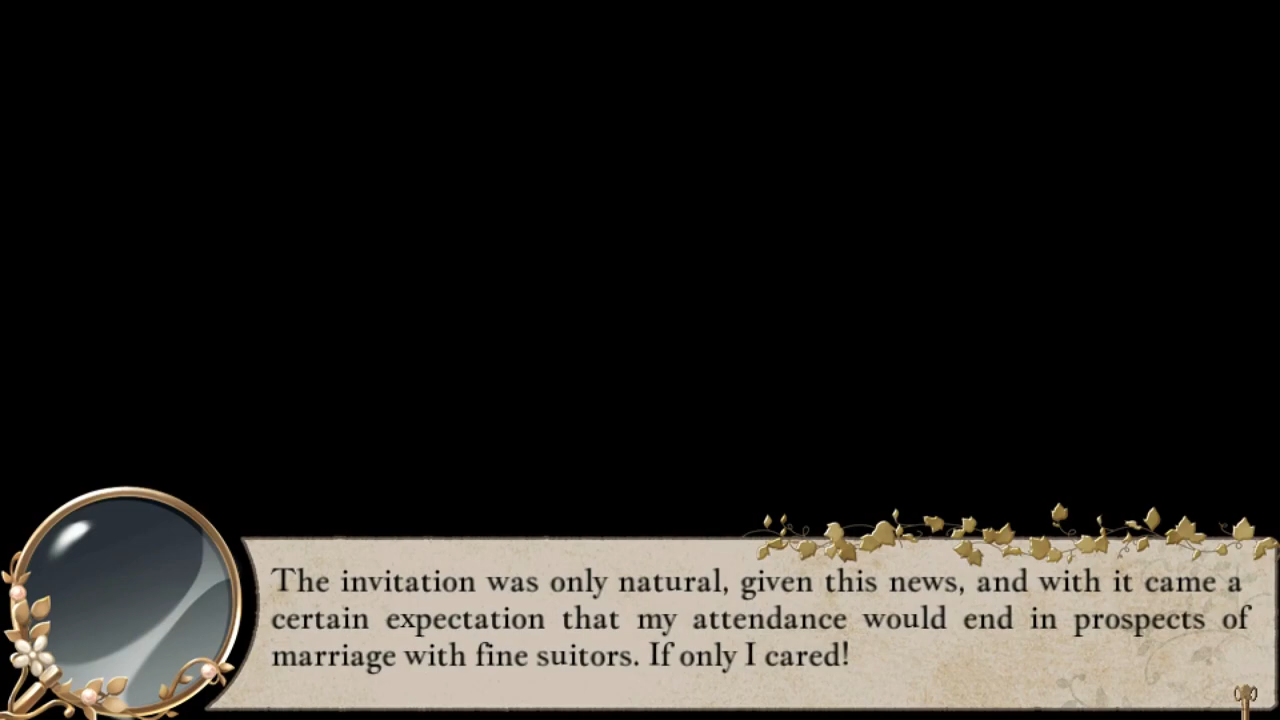 The invitation was only natural, given this news, and with it came a
certain expectation that my attendance would end in prospects of
marriage with fine suitors. If only I cared!